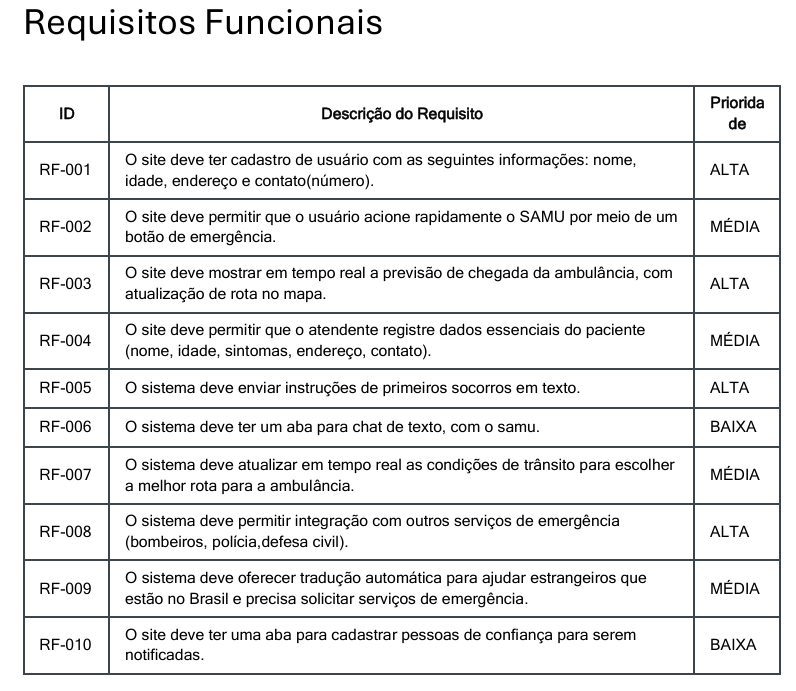 Requisitos Funcionais
ID
Descrição do Requisito
Priorida
de
RF-001
O site deve ter cadastro de usuário com as seguintes informações: nome,
idade, endereço e contato(número).
ALTA
RF-002
O site deve permitir que o usuário acione rapidamente o SAMU por meio de um
botão de emergência.
MÉDIA
RF-003
O site deve mostrar em tempo real a previsão de chegada da ambulância, com
atualização de rota no mapa.
ALTA
RF-004
O site deve permitir que o atendente registre dados essenciais do paciente
(nome, idade, sintomas, endereço, contato).
MÉDIA
RF-005
O sistema deve enviar instruções de primeiros socorros em texto.
ALTA
RF-006
O sistema deve ter um aba para chat de texto, com o samu.
BAIXA
RF-007
O sistema deve atualizar em tempo real as condições de trânsito para escolher
a melhor rota para a ambulância.
MÉDIA
RF-008
O sistema deve permitir integração com outros serviços de emergência
(bombeiros, polícia,defesa civil).
ALTA
RF-009
O sistema deve oferecer tradução automática para ajudar estrangeiros que
estão no Brasil e precisa solicitar serviços de emergência.
MÉDIA
RF-010
O site deve ter uma aba para cadastrar pessoas de confiança para serem
notificadas.
BAIXA